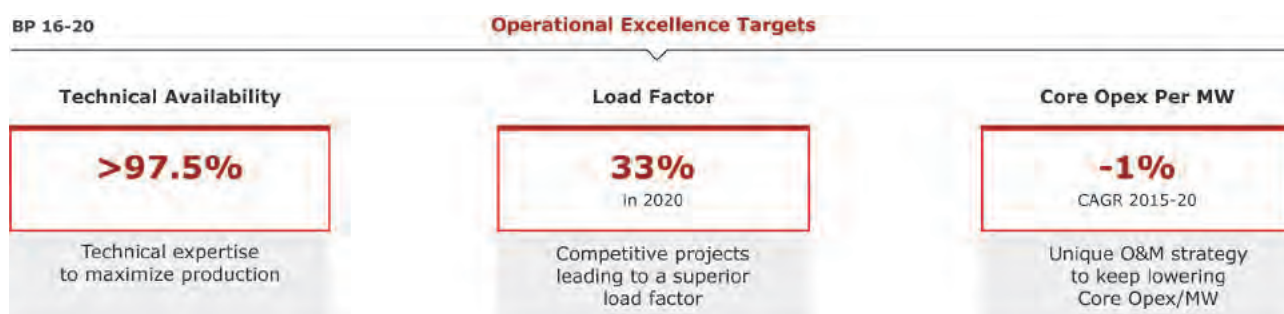 BP 16-20
Operational Excellence Targets
Technical Availability
>97.5%
Technical expertise
to maximize production
Load Factor
33%
in 2020
Competitive projects
leading to a superior
load factor
Core Opex Per MW
-1%
CAGR 2015-20
Unique O&M strategy
to keep lowering
Core Opex/MW